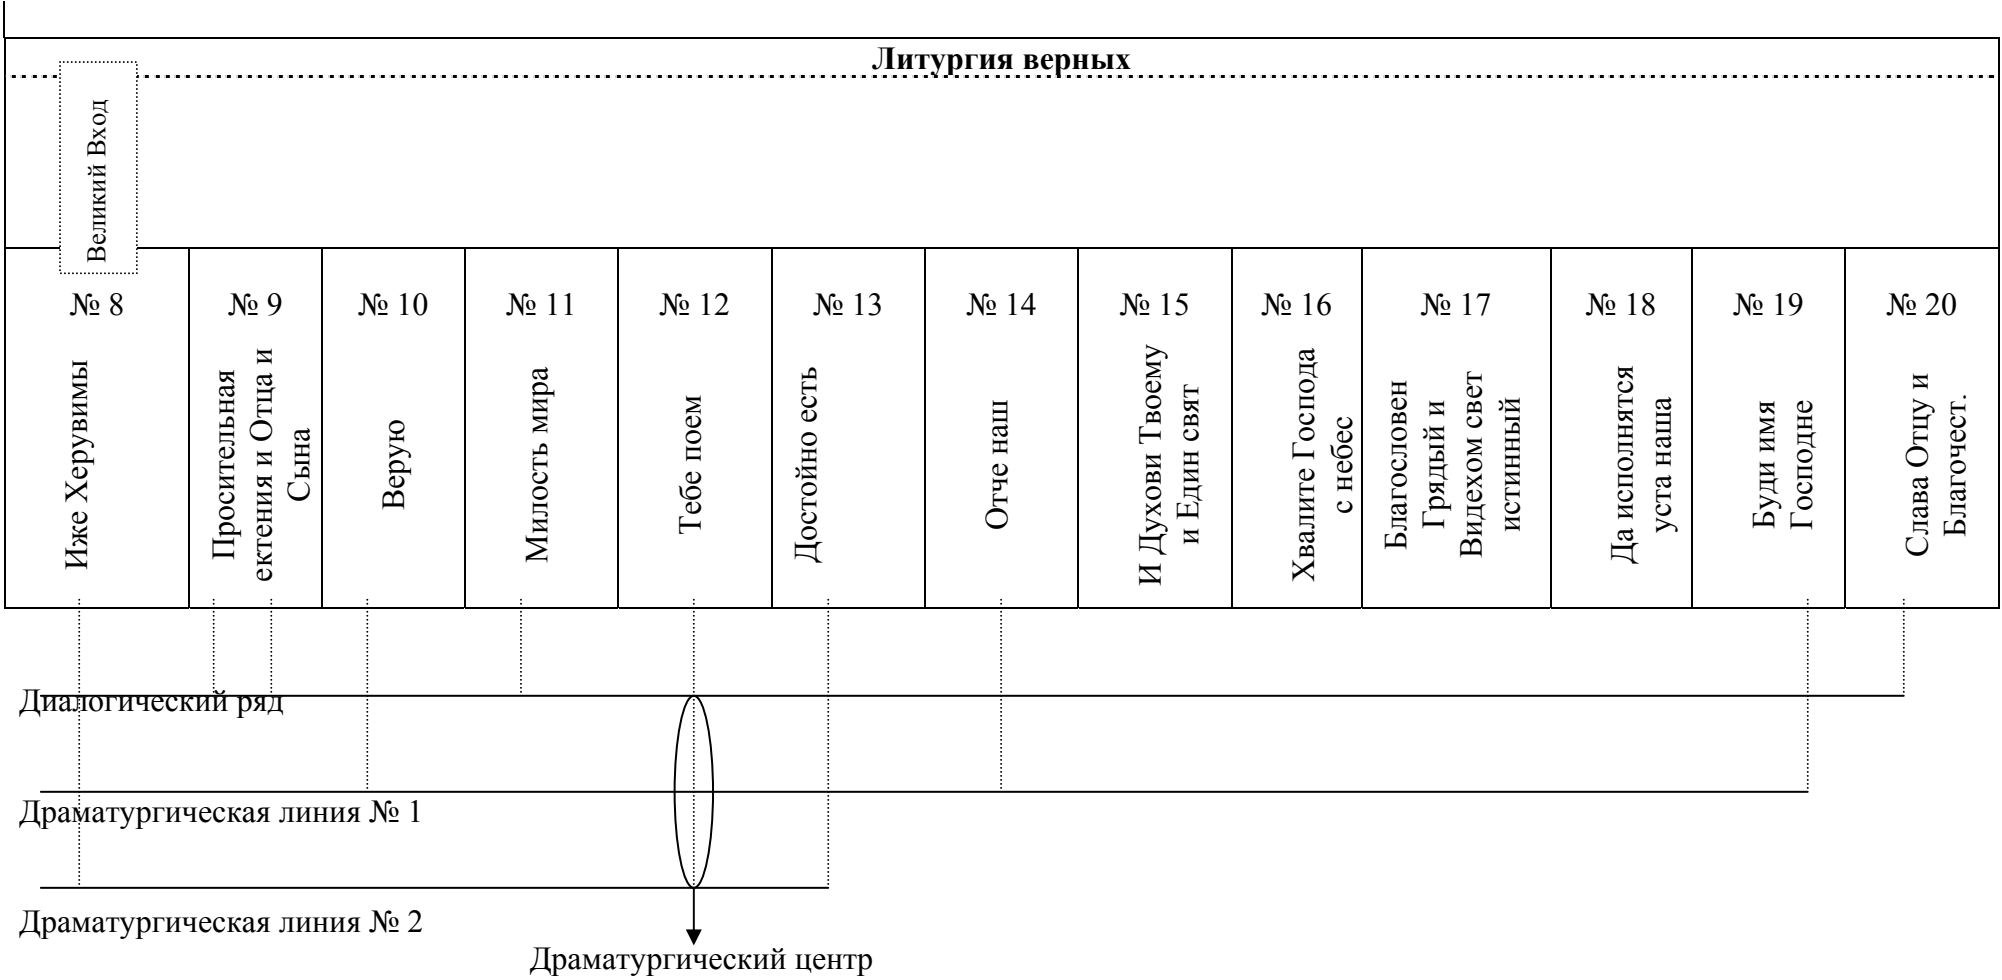 Литургия верных
Великий Вход
№ 8
№ 9
№ 10
№ 11
№ 12
№ 13
№ 14
№ 15
№ 16
№ 17
№ 18
№ 19
№ 20
Иже Херувимы
Просительная
ектения и Отца и
Сына
Верую
Милость мира
Тебе поем
Достойно есть
Отче наш
И Духови Твоему
и Един свят
Хвалите Господа
с небес
Благословен
Грядый и
Видехом свет
истинный
Да исполнятся
уста наша
Буди имя
Господне
Слава Отцу и
Благочест.
Диалогический ряд
Драматургическая линия № 1
Драматургическая линия № 2
Драматургический центр